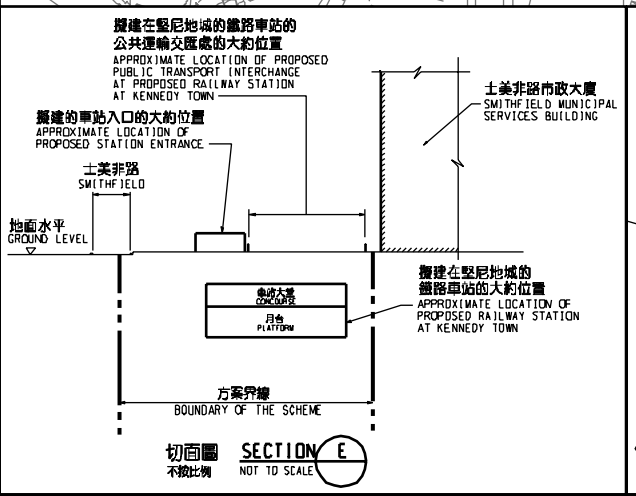 擬建在堅尼地城的鐵路車站的
公共運輸交匯處的大約位置
APPROXIMATE LOCATION OF PROPOSED
PUBLIC TRANSPORT INTERCHANGE
AT PROPOSED RAILWAY STATION
AT KENNEDY TOWN
擬建的車站入口的大約位置
APPROXIMATE LOCATION OF
PROPOSED STATION ENTRANCE
士美非路市政大廈
SMITHFIELD MUNICIPAL
SERVICES BUILDING
士美非路
SMITHFIELD
地面水平
GROUND LEVEL
擬建在堅尼地城的
鐵路車站的大約位置
APPROXIMATE LOCATION OF
PROPOSED RAILWAY STATION
AT KENNEDY TOWN
車站大堂
CONCOURSE
月台
PLATFORM
方案界線
BOUNDARY OF THE SCHEME
切面圖 SECTION E
不按比例 NOT TO SCALE